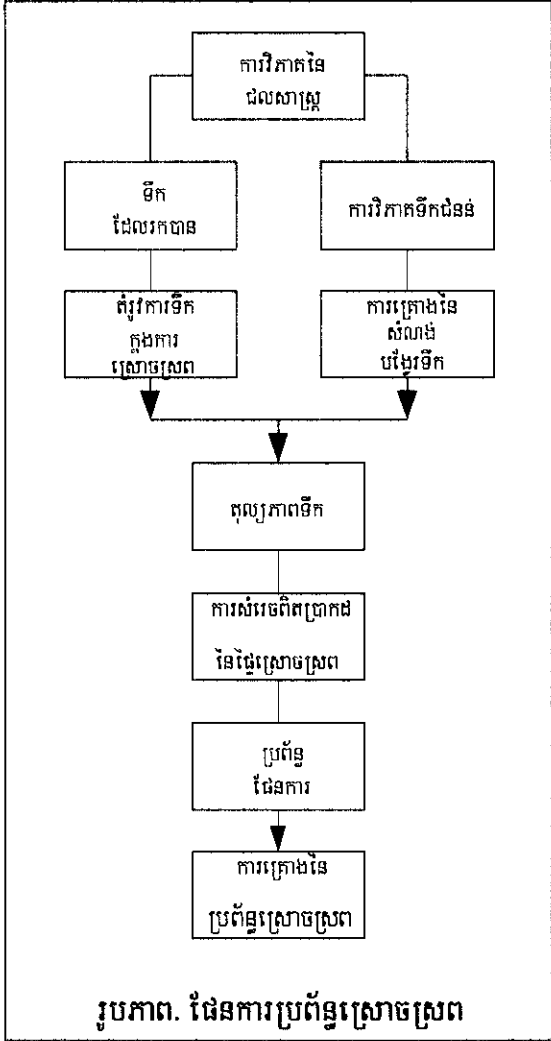 ការវិភាគនៃ
ជលសាស្ត្រ
ទឹក
ដែលរកបាន
ការវិភាគទឹកជំនន់
តំរូវការទឹក
ក្នុងការ
ស្រោចស្រព
ការគ្រោងនៃ
សំណង់
បង្ហែរទឹក
តុល្យភាពទឹក
ការសំរេចពិតប្រាកដ
នៃផ្ទៃស្រោចស្រព
ប្រព័ន្ធ
ផែនការ
ការគ្រោងនៃ
ប្រព័ន្ធស្រោចស្រព
រូបភាព. ផែនការប្រព័ន្ធស្រោចស្រព